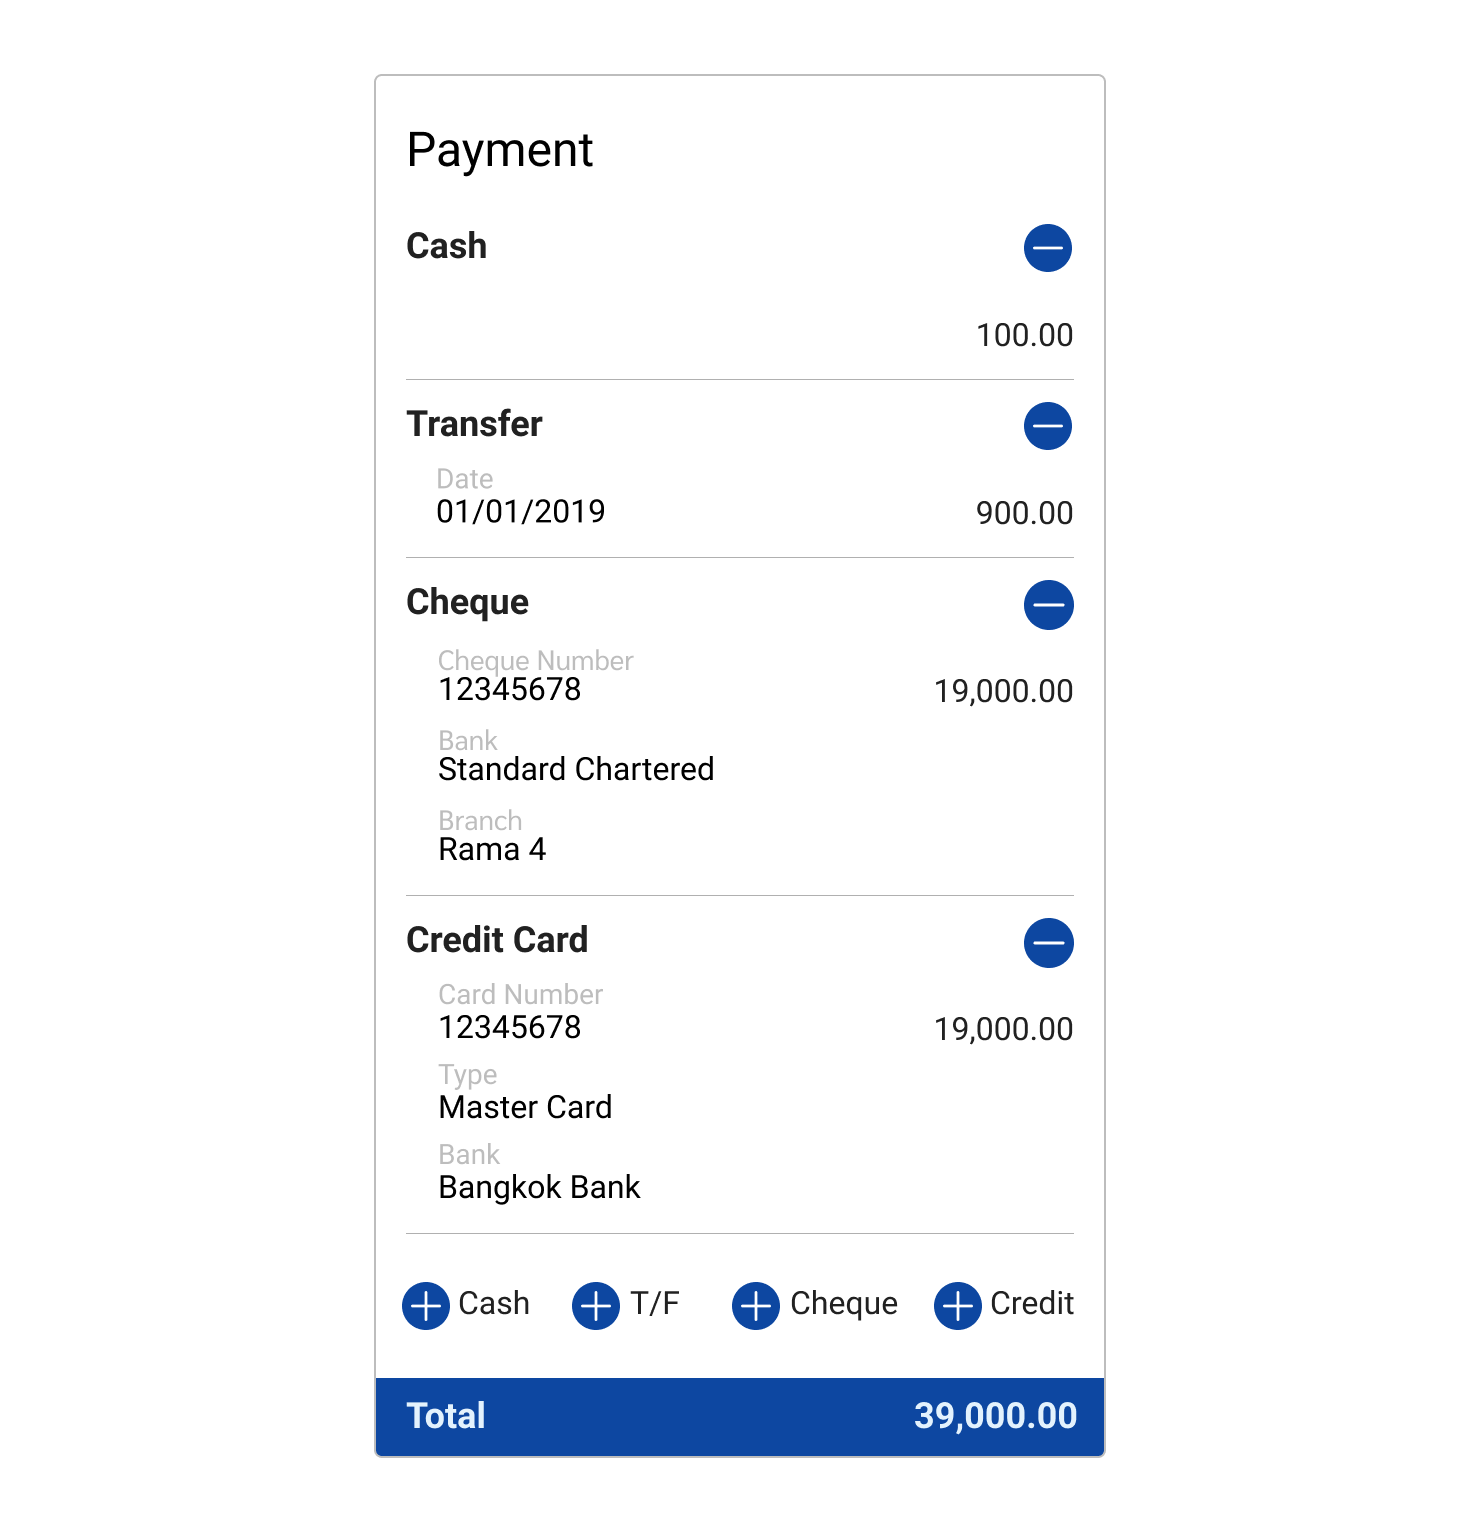 Payment
Cash
100.00
Transfer
Date
01/01/2019 900.00
Cheque
Cheque Number
12345678 19,000.00
Bank
Standard Chartered
Branch
Rama 4
Credit Card
Card Number
12345678 19,000.00
Type
Master Card
Bank
Bangkok Bank
Cash T/F Cheque Credit
Total 39,000.00